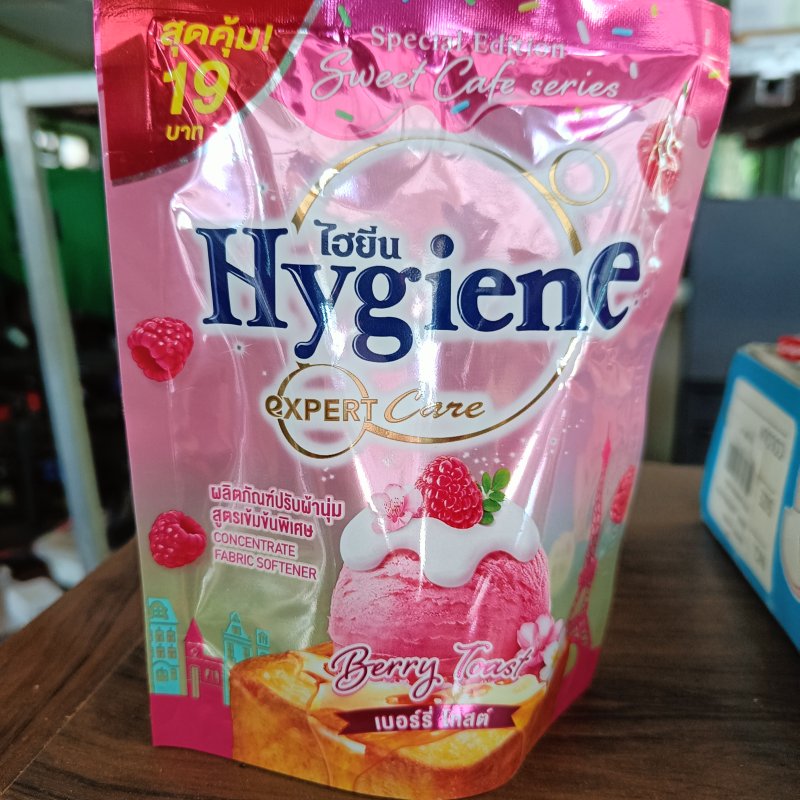 สุดคุ้ม!
19
บาท
Special Edition
Sweet Cafe series
ไฮยีน
Hygiene
EXPERT Care
ผลิตภัณฑ์ปรับผ้านุ่ม
สูตรเข้มข้นพิเศษ
CONCENTRATE
FABRIC SOFTENER
Berry Toast
เบอร์รี่ โทสต์